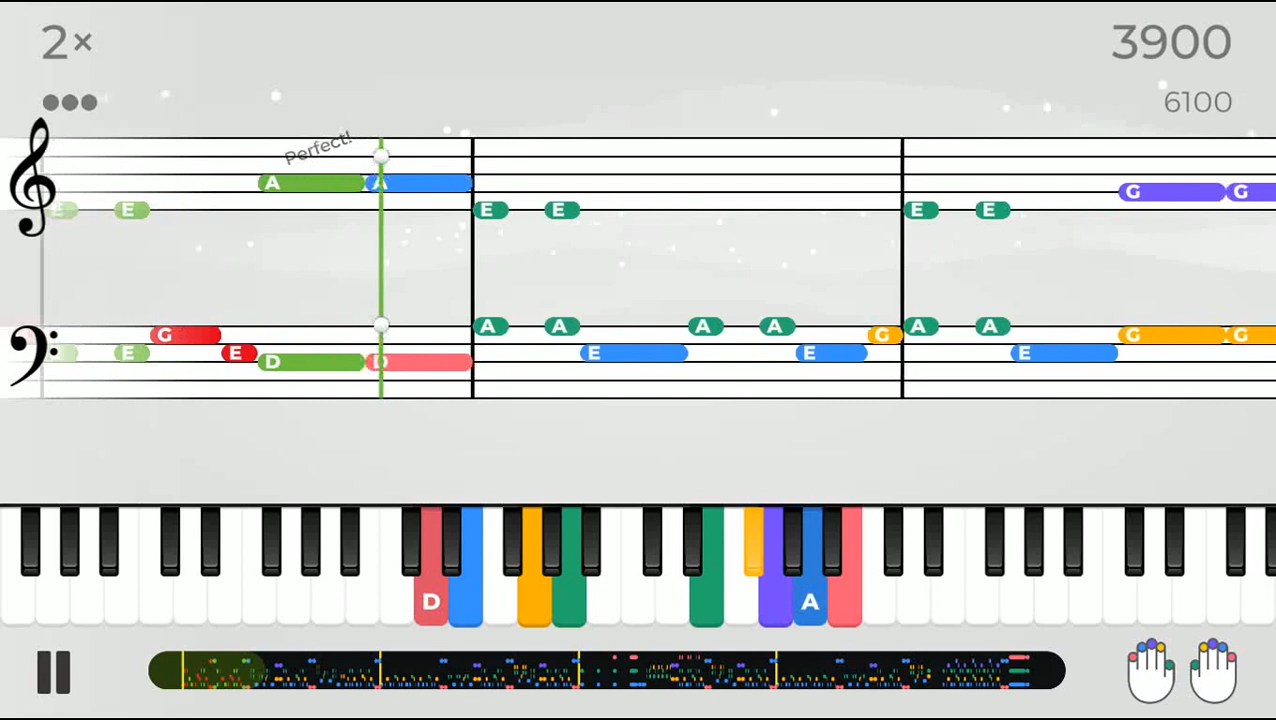 2×
3900
6100
Perfect!
A A
E E E E E E G G
A A A A G A A
G G G
E E E E E
D D
D A